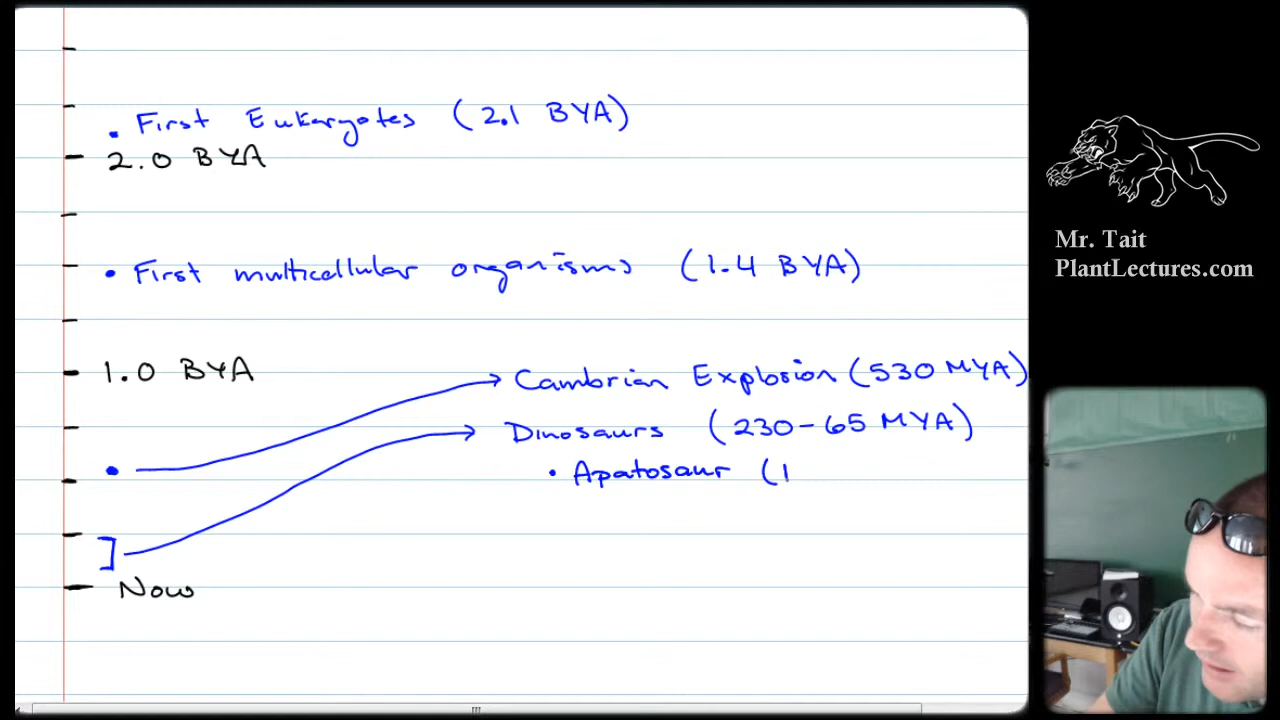 • First Eukaryotes (2.1 BYA)
2.0 BYA
• First multicellular organisms (1.4 BYA)
1.0 BYA
Cambrian Explosion (530 MYA)
Dinosaurs (230-65 MYA)
• Apatosaur (1
Now
Mr. Tait
PlantLectures.com